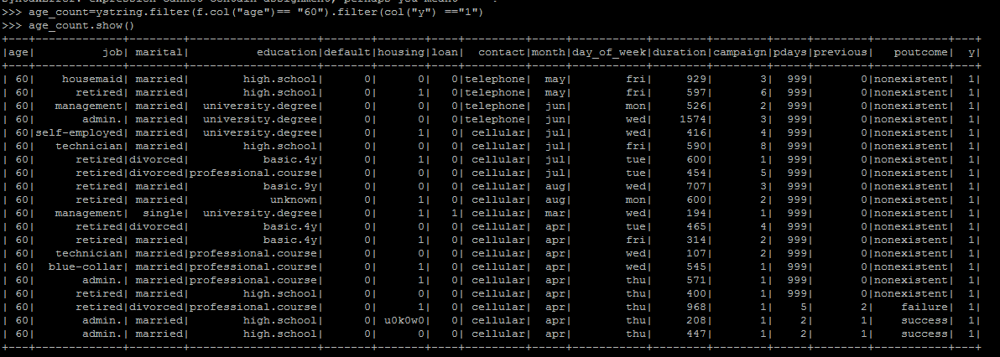 >>> age_count=ystring.filter(f.col("age")== "60").filter(col("y") =="1")
>>> age_count.show()
+---+-------------+--------+-------------------+-------+-------+----+---------+-----+-----------+--------+--------+-----+--------+-----------+---+
|age|          job| marital|          education|default|housing|loan|  contact|month|day_of_week|duration|campaign|pdays|previous|   poutcome|  y|
+---+-------------+--------+-------------------+-------+-------+----+---------+-----+-----------+--------+--------+-----+--------+-----------+---+
| 60|    housemaid| married|        high.school|      0|      0|   0|telephone|  may|        fri|     929|       3|  999|       0|nonexistent|  1|
| 60|      retired| married|        high.school|      0|      1|   0|telephone|  may|        fri|     597|       6|  999|       0|nonexistent|  1|
| 60|   management| married|  university.degree|      0|      0|   0|telephone|  jun|        mon|     526|       2|  999|       0|nonexistent|  1|
| 60|       admin.| married|  university.degree|      0|      0|   0|telephone|  jun|        wed|    1574|       3|  999|       0|nonexistent|  1|
| 60|self-employed| married|  university.degree|      0|      1|   0| cellular|  jul|        wed|     416|       4|  999|       0|nonexistent|  1|
| 60|   technician| married|        high.school|      0|      0|   0| cellular|  jul|        fri|     590|       8|  999|       0|nonexistent|  1|
| 60|      retired|divorced|           basic.4y|      0|      1|   0| cellular|  jul|        tue|     600|       1|  999|       0|nonexistent|  1|
| 60|      retired|divorced|professional.course|      0|      0|   0| cellular|  jul|        tue|     454|       5|  999|       0|nonexistent|  1|
| 60|      retired| married|           basic.9y|      0|      0|   0| cellular|  aug|        wed|     707|       3|  999|       0|nonexistent|  1|
| 60|      retired| married|            unknown|      0|      1|   0| cellular|  aug|        mon|     600|       2|  999|       0|nonexistent|  1|
| 60|   management|  single|  university.degree|      0|      1|   1| cellular|  mar|        wed|     194|       1|  999|       0|nonexistent|  1|
| 60|      retired|divorced|           basic.4y|      0|      0|   0| cellular|  apr|        tue|     465|       4|  999|       0|nonexistent|  1|
| 60|      retired| married|           basic.4y|      0|      1|   0| cellular|  apr|        fri|     314|       2|  999|       0|nonexistent|  1|
| 60|   technician| married|professional.course|      0|      0|   0| cellular|  apr|        wed|     107|       2|  999|       0|nonexistent|  1|
| 60|  blue-collar| married|professional.course|      0|      1|   0| cellular|  apr|        wed|     545|       1|  999|       0|nonexistent|  1|
| 60|       admin.| married|professional.course|      0|      1|   0| cellular|  apr|        thu|     571|       1|  999|       0|nonexistent|  1|
| 60|      retired| married|        high.school|      0|      0|   0| cellular|  apr|        thu|     400|       1|  999|       0|nonexistent|  1|
| 60|      retired|divorced|professional.course|      0|      1|   0| cellular|  apr|        thu|     968|       1|    5|       2|    failure|  1|
| 60|       admin.| married|        high.school|      0| u0k0w0|   0| cellular|  apr|        thu|     208|       1|    2|       1|    success|  1|
| 60|       admin.| married|        high.school|      0|      0|   0| cellular|  apr|        thu|     447|       1|    2|       1|    success|  1|
+---+-------------+--------+-------------------+-------+-------+----+---------+-----+-----------+--------+--------+-----+--------+-----------+---+